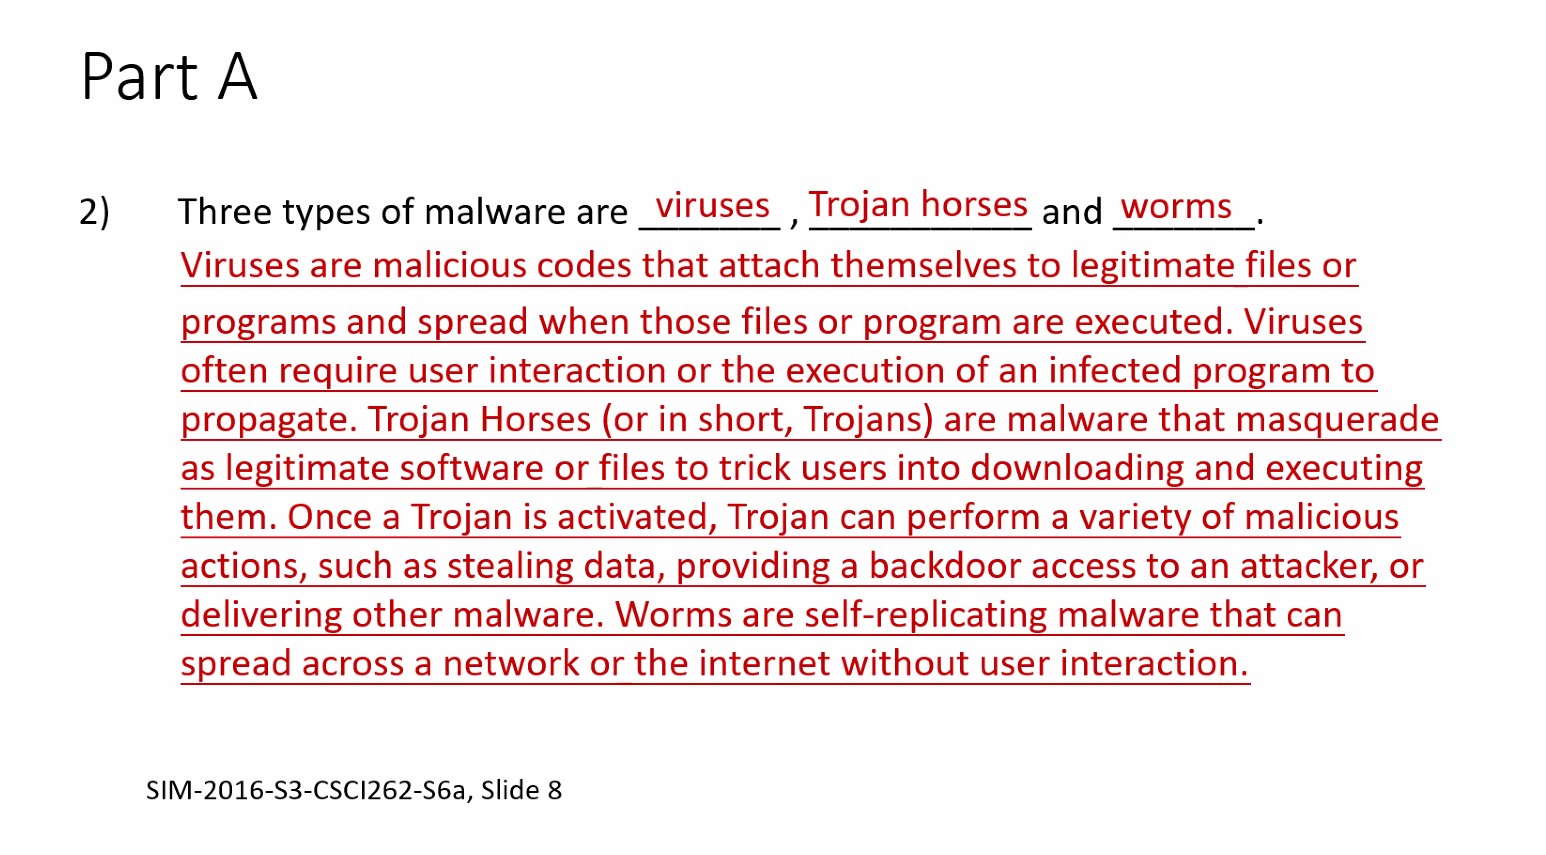 Part A
2) Three types of malware are viruses , Trojan horses and worms .
Viruses are malicious codes that attach themselves to legitimate files or
programs and spread when those files or program are executed. Viruses
often require user interaction or the execution of an infected program to
propagate. Trojan Horses (or in short, Trojans) are malware that masquerade
as legitimate software or files to trick users into downloading and executing
them. Once a Trojan is activated, Trojan can perform a variety of malicious
actions, such as stealing data, providing a backdoor access to an attacker, or
delivering other malware. Worms are self-replicating malware that can
spread across a network or the internet without user interaction.
SIM-2016-S3-CSCI262-S6a, Slide 8